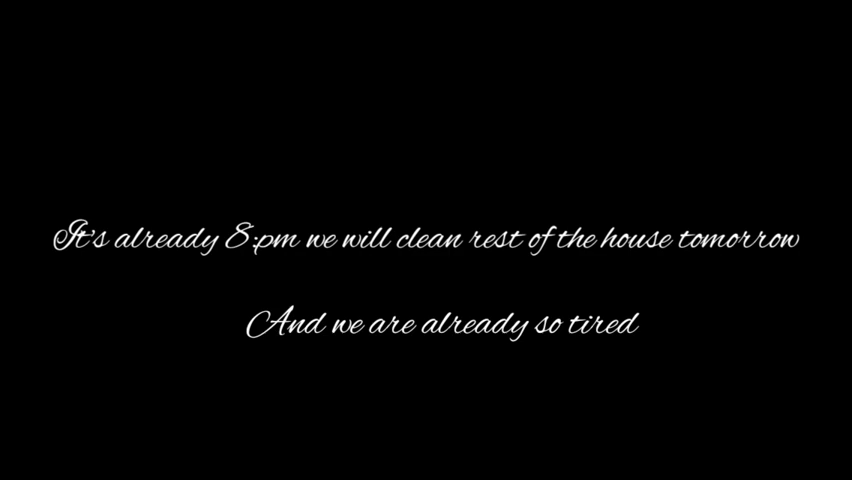 It's already 8:pm we will clean rest of the house tomorrow
And we are already so tired